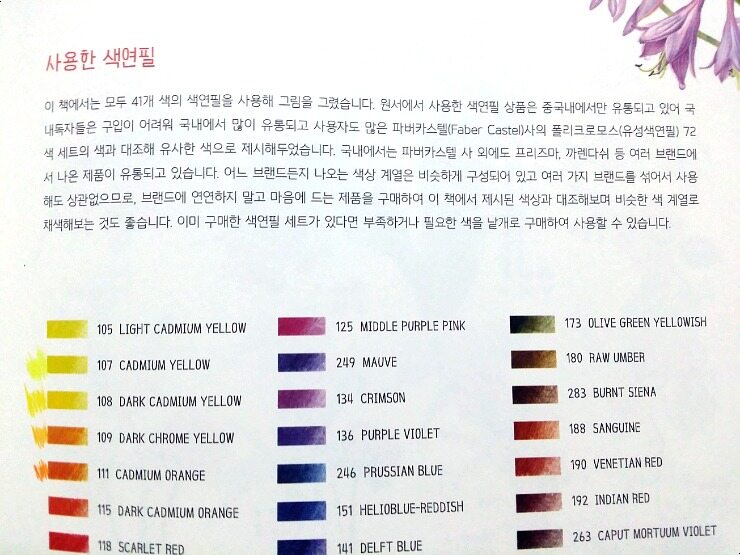 사용한 색연필
이 책에서는 모두 41개 색의 색연필을 사용해 그림을 그렸습니다. 원서에서 사용한 색연필 상품은 중국내에서만 유통되고 있어 국
내독자들은 구입이 어려워 국내에서 많이 유통되고 사용자도 많은 파버카스텔(Faber Castel)사의 폴리크로모스(유성색연필) 72
색 세트의 색과 대조해 유사한 색으로 제시해두었습니다. 국내에서는 파버카스텔 사 외에도 프리즈마, 까렌다쉬 등 여러 브랜드에
서 나온 제품이 유통되고 있습니다. 어느 브랜드든지 나오는 색상 계열은 비슷하게 구성되어 있고 여러 가지 브랜드를 섞어서 사용
해도 상관없으므로, 브랜드에 연연하지 말고 마음에 드는 제품을 구매하여 이 책에서 제시된 색상과 대조해보며 비슷한 색 계열로
채색해보는 것도 좋습니다. 이미 구매한 색연필 세트가 있다면 부족하거나 필요한 색을 낱개로 구매하여 사용할 수 있습니다.
105 LIGHT CADMIUM YELLOW
107 CADMIUM YELLOW
108 DARK CADMIUM YELLOW
109 DARK CHROME YELLOW
111 CADMIUM ORANGE
115 DARK CADMIUM ORANGE
118 SCARLET RED
125 MIDDLE PURPLE PINK
249 MAUVE
134 CRIMSON
136 PURPLE VIOLET
246 PRUSSIAN BLUE
151 HELIOBLUE-REDDISH
141 DELFT BLUE
173 OLIVE GREEN YELLOWISH
180 RAW UMBER
283 BURNT SIENA
188 SANGUINE
190 VENETIAN RED
192 INDIAN RED
263 CAPUT MORTUUM VIOLET